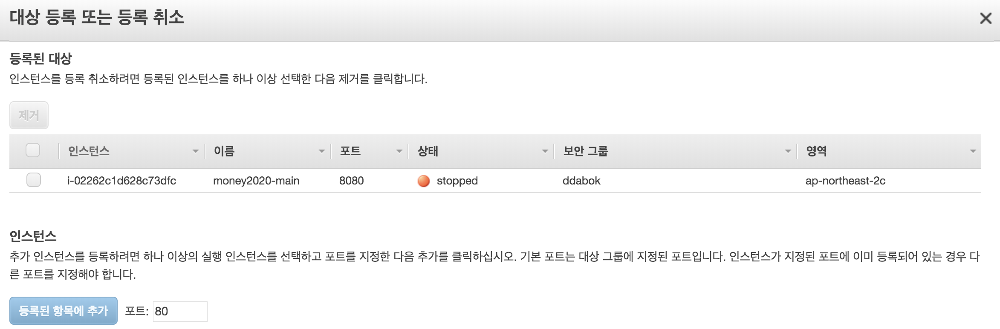 대상 등록 또는 등록 취소
등록된 대상
인스턴스를 등록 취소하려면 등록된 인스턴스를 하나 이상 선택한 다음 제거를 클릭합니다.
제거
인스턴스 이름 포트 상태 보안 그룹 영역
i-02262c1d628c73dfc money2020-main 8080 stopped ddabok ap-northeast-2c
인스턴스
추가 인스턴스를 등록하려면 하나 이상의 실행 인스턴스를 선택하고 포트를 지정한 다음 추가를 클릭하십시오. 기본 포트는 대상 그룹에 지정된 포트입니다. 인스턴스가 지정된 포트에 이미 등록되어 있는 경우 다
른 포트를 지정해야 합니다.
등록된 항목에 추가 포트: 80